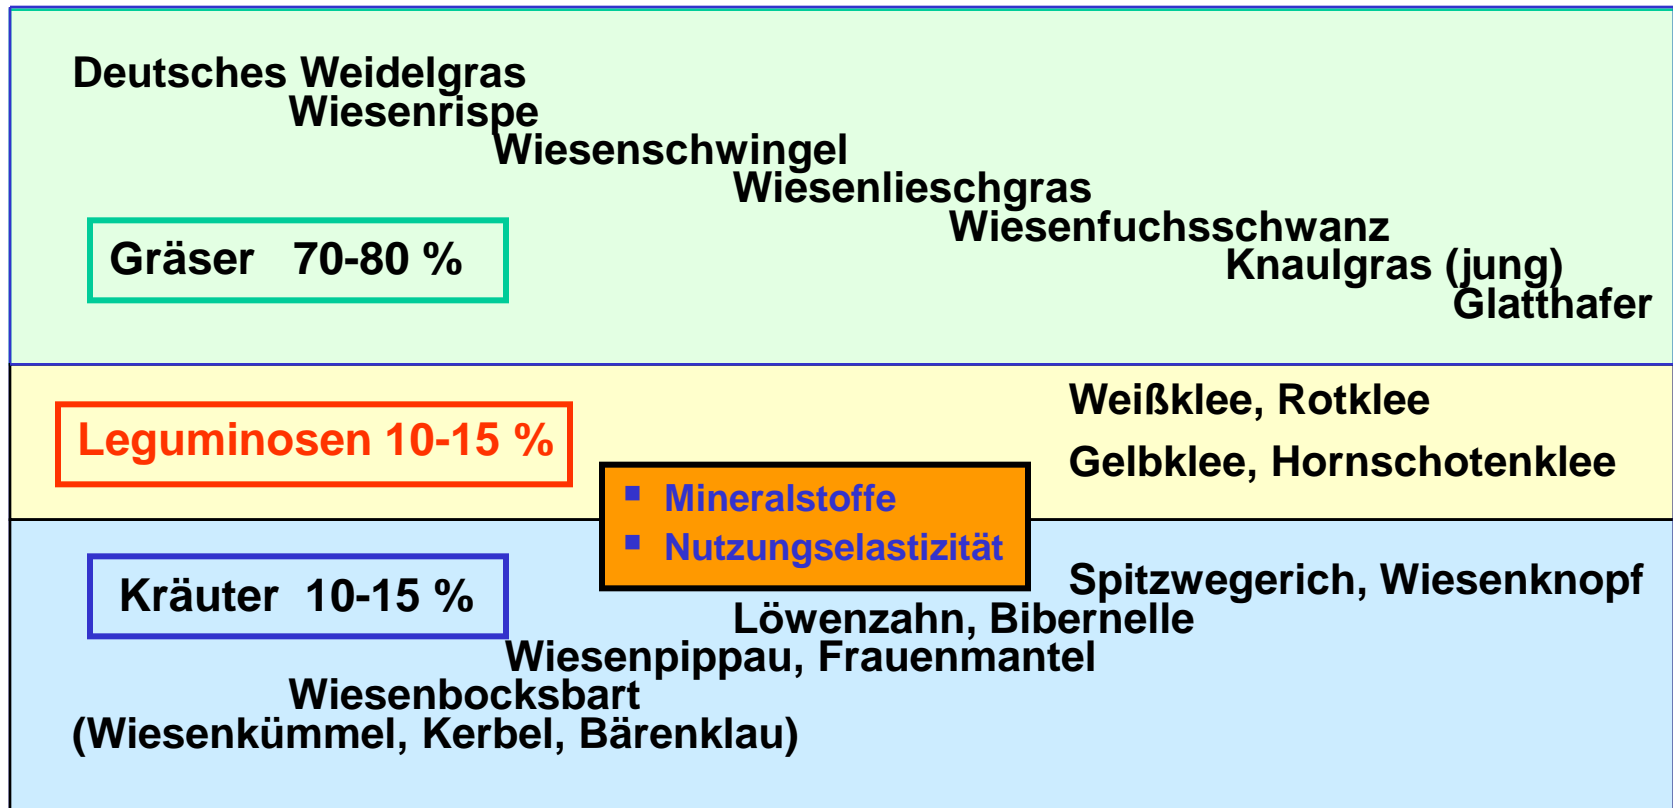 Deutsches Weidelgras
Wiesenrispe
Wiesenschwingel
Wiesenlieschgras
Wiesenfuchsschwanz
Gräser 70-80 %
Knaulgras (jung)
Glatthafer
Weißklee, Rotklee
Leguminosen 10-15 %
Gelbklee, Hornschotenklee
▪ Mineralstoffe
▪ Nutzungselastizität
Kräuter 10-15 %
Spitzwegerich, Wiesenknopf
Löwenzahn, Bibernelle
Wiesenpippau, Frauenmantel
Wiesenbocksbart
(Wiesenkümmel, Kerbel, Bärenklau)